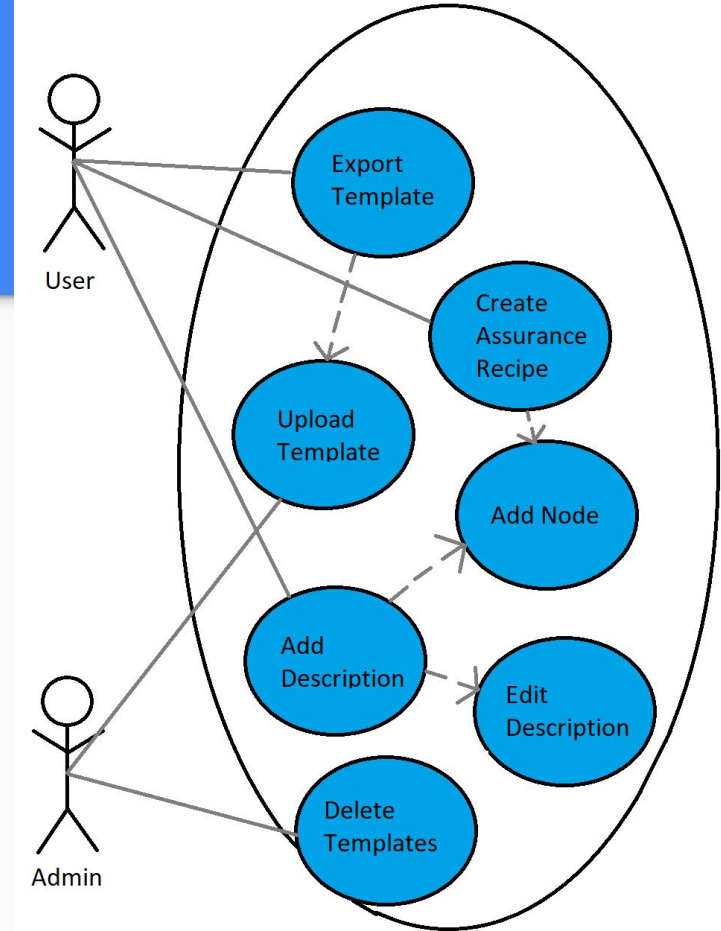 Export
Template
User
Create
Assurance
Recipe
Upload
Template
Add Node
Add
Description
Edit
Description
Delete
Templates
Admin